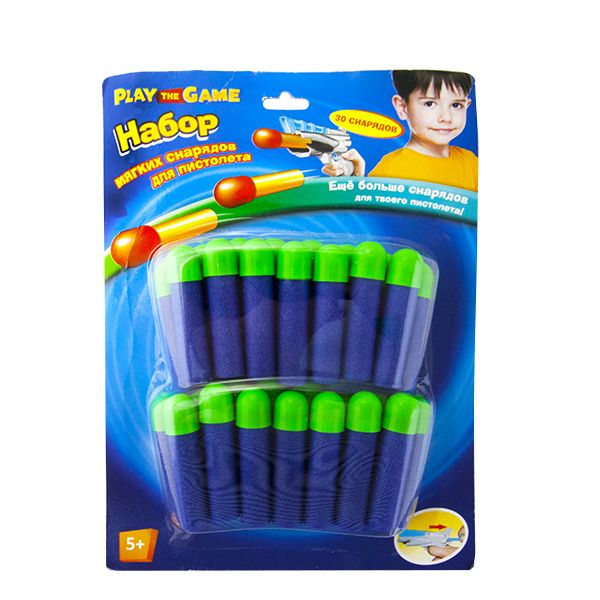 PLAY THE GAME
Набор
мягких снарядов
для пистолета
30 СНАРЯДОВ
Ещё больше снарядов
для твоего пистолета!
5+